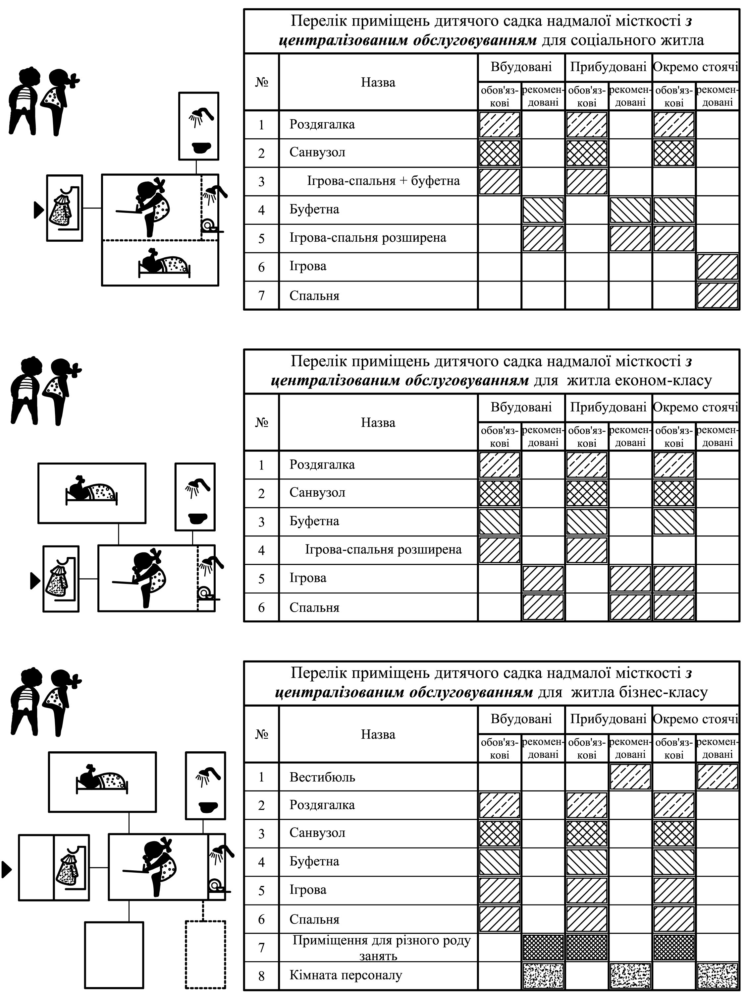 Перелік приміщень дитячого садка надмалої місткості з
централізованим обслуговуванням для соціального житла
№
Назва
Вбудовані
Прибудовані
Окремо стоячі
обов'яз-
кові
рекомен-
довані
обов'яз-
кові
рекомен-
довані
обов'яз-
кові
рекомен-
довані
1 Роздягалка
2 Санвузол
3 Ігрова-спальня + буфетна
4 Буфетна
5 Ігрова-спальня розширена
6 Ігрова
7 Спальня
Перелік приміщень дитячого садка надмалої місткості з
централізованим обслуговуванням для житла економ-класу
№
Назва
Вбудовані
Прибудовані
Окремо стоячі
обов'яз-
кові
рекомен-
довані
обов'яз-
кові
рекомен-
довані
обов'яз-
кові
рекомен-
довані
1 Роздягалка
2 Санвузол
3 Буфетна
4 Ігрова-спальня розширена
5 Ігрова
6 Спальня
Перелік приміщень дитячого садка надмалої місткості з
централізованим обслуговуванням для житла бізнес-класу
№
Назва
Вбудовані
Прибудовані
Окремо стоячі
обов'яз-
кові
рекомен-
довані
обов'яз-
кові
рекомен-
довані
обов'яз-
кові
рекомен-
довані
1 Вестибюль
2 Роздягалка
3 Санвузол
4 Буфетна
5 Ігрова
6 Спальня
7 Приміщення для різного роду
занять
8 Кімната персоналу